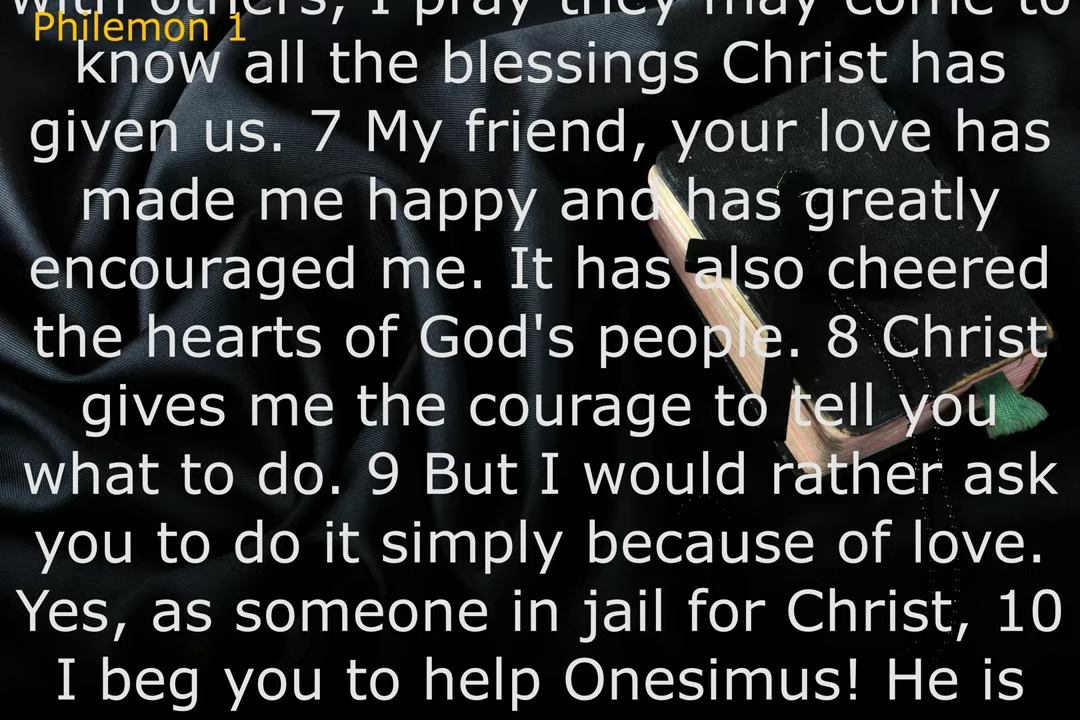 with others, I pray they may come to
Philemon 1
know all the blessings Christ has
given us. 7 My friend, your love has
made me happy and has greatly
encouraged me. It has also cheered
the hearts of God's people. 8 Christ
gives me the courage to tell you
what to do. 9 But I would rather ask
you to do it simply because of love.
Yes, as someone in jail for Christ, 10
I beg you to help Onesimus! He is